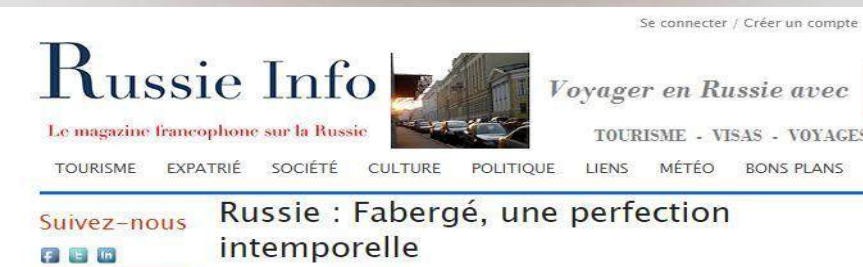 Se connecter / Créer un compte
Russie Info
Voyager en Russie avec
Le magazine francophone sur la Russie
TOURISME - VISAS - VOYAGES
TOURISME EXPATRIÉ SOCIÉTÉ CULTURE POLITIQUE LIENS MÉTÉO BONS PLANS
Suivez-nous
Russie : Fabergé, une perfection
intemporelle